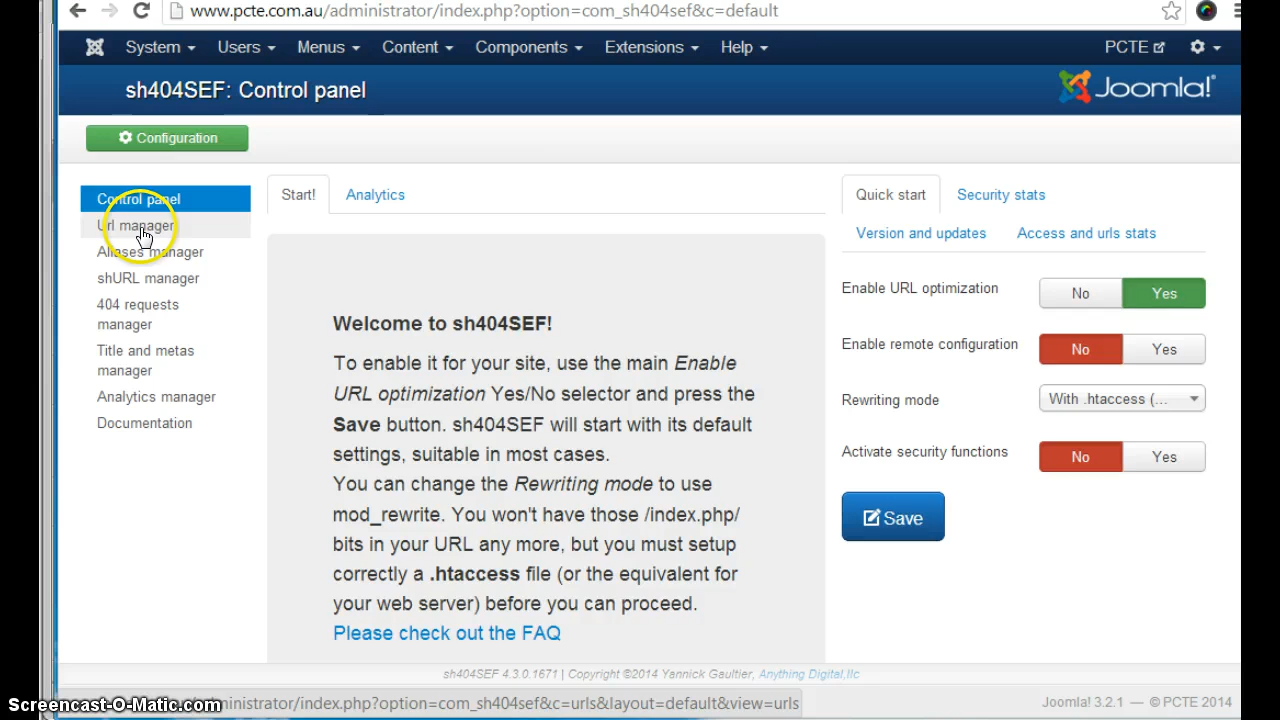 www.pcte.com.au/administrator/index.php?option=com_sh404sef&c=default
System Users Menus Content Components Extensions Help PCTE
sh404SEF: Control panel
Joomla!
Configuration
Control panel
Url manager
Aliases manager
shURL manager
404 requests
manager
Title and metas
manager
Analytics manager
Documentation
Start! Analytics
Welcome to sh404SEF!
To enable it for your site, use the main Enable
URL optimization Yes/No selector and press the
Save button. sh404SEF will start with its default
settings, suitable in most cases.
You can change the Rewriting mode to use
mod_rewrite. You won't have those /index.php/
bits in your URL any more, but you must setup
correctly a .htaccess file (or the equivalent for
your web server) before you can proceed.
Please check out the FAQ
Quick start Security stats
Version and updates Access and urls stats
Enable URL optimization No Yes
Enable remote configuration No Yes
Rewriting mode With .htaccess (...
Activate security functions No Yes
Save
sh404SEF 4.3.0.1671 | Copyright ©2014 Yannick Gaultier, Anything Digital,llc
Screencast-O-Matic.com
administrator/index.php?option=com_sh404sef&c=urls&layout=default&view=urls
Joomla! 3.2.1 — © PCTE 2014